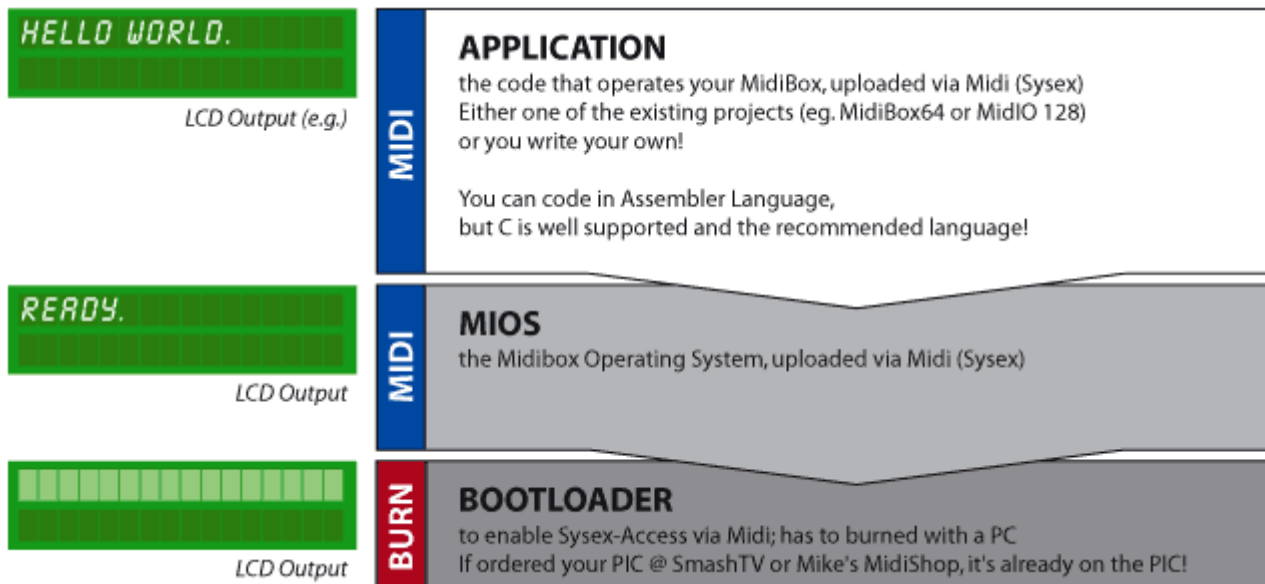 HELLO WORLD.
LCD Output (e.g.)
MIDI
APPLICATION
the code that operates your MidiBox, uploaded via Midi (Sysex)
Either one of the existing projects (eg. MidiBox64 or MidIO 128)
or you write your own!
You can code in Assembler Language,
but C is well supported and the recommended language!
READY.
LCD Output
MIDI
MIOS
the Midibox Operating System, uploaded via Midi (Sysex)
LCD Output
BURN
BOOTLOADER
to enable Sysex-Access via Midi; has to burned with a PC
If ordered your PIC @ SmashTV or Mike's MidiShop, it's already on the PIC!